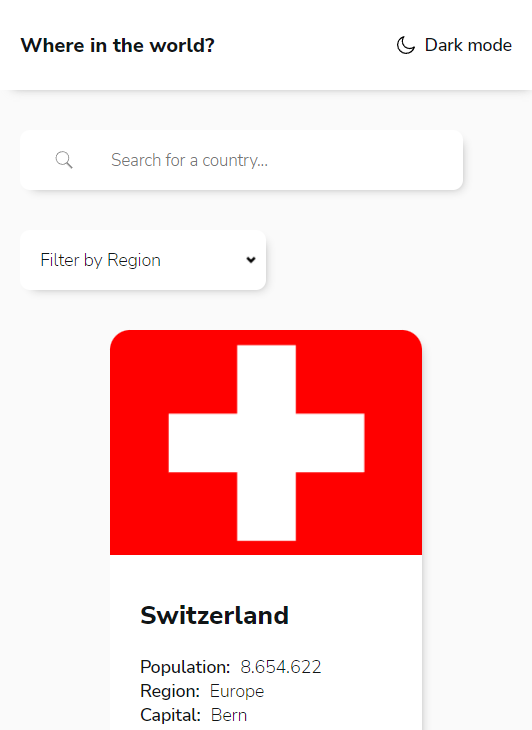 Where in the world?
Dark mode
Search for a country...
Filter by Region
Switzerland
Population: 8.654.622
Region: Europe
Capital: Bern